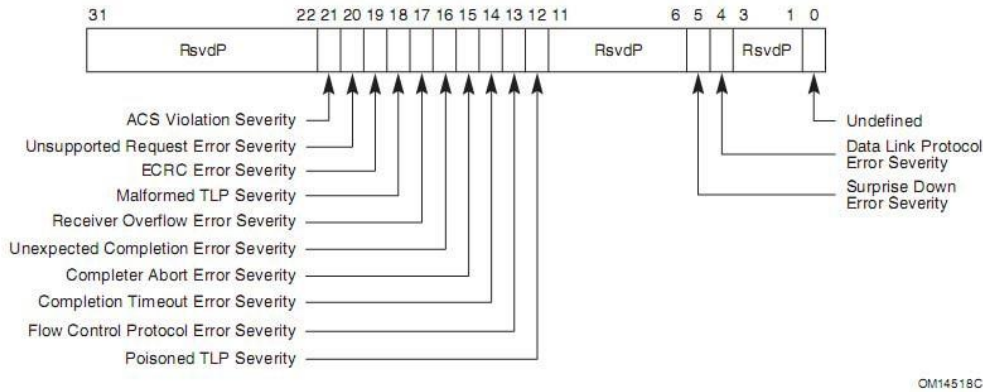 31 22 21 20 19 18 17 16 15 14 13 12 11 6 5 4 3 1 0
RsvdP RsvdP RsvdP
ACS Violation Severity
Unsupported Request Error Severity
ECRC Error Severity
Malformed TLP Severity
Receiver Overflow Error Severity
Unexpected Completion Error Severity
Completer Abort Error Severity
Completion Timeout Error Severity
Flow Control Protocol Error Severity
Poisoned TLP Severity
Undefined
Data Link Protocol
Error Severity
Surprise Down
Error Severity
OM14518C